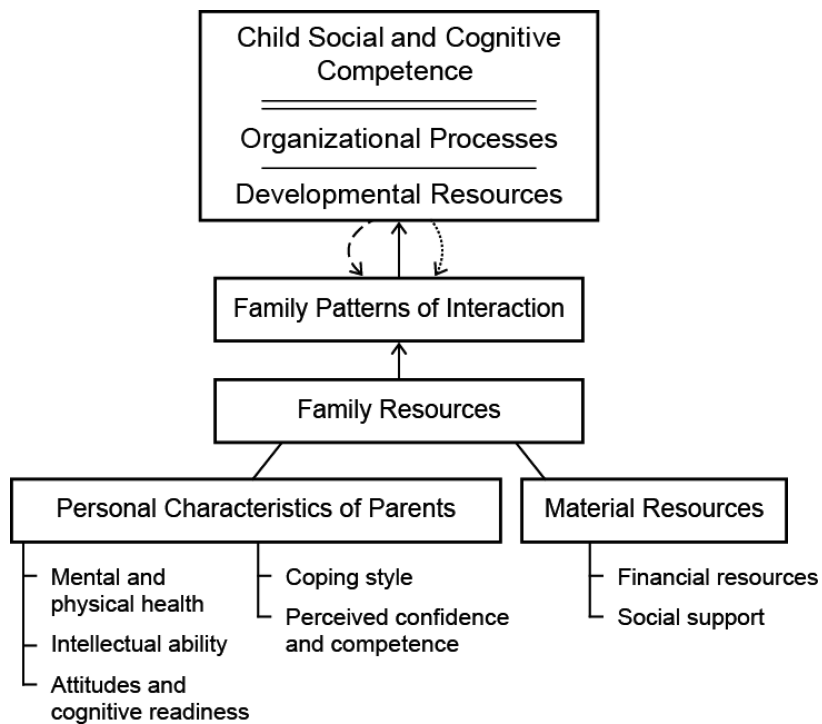 Child Social and Cognitive
Competence
Organizational Processes
Developmental Resources
Family Patterns of Interaction
Family Resources
Personal Characteristics of Parents
Mental and
physical health
Intellectual ability
Attitudes and
cognitive readiness
Coping style
Perceived confidence
and competence
Material Resources
Financial resources
Social support